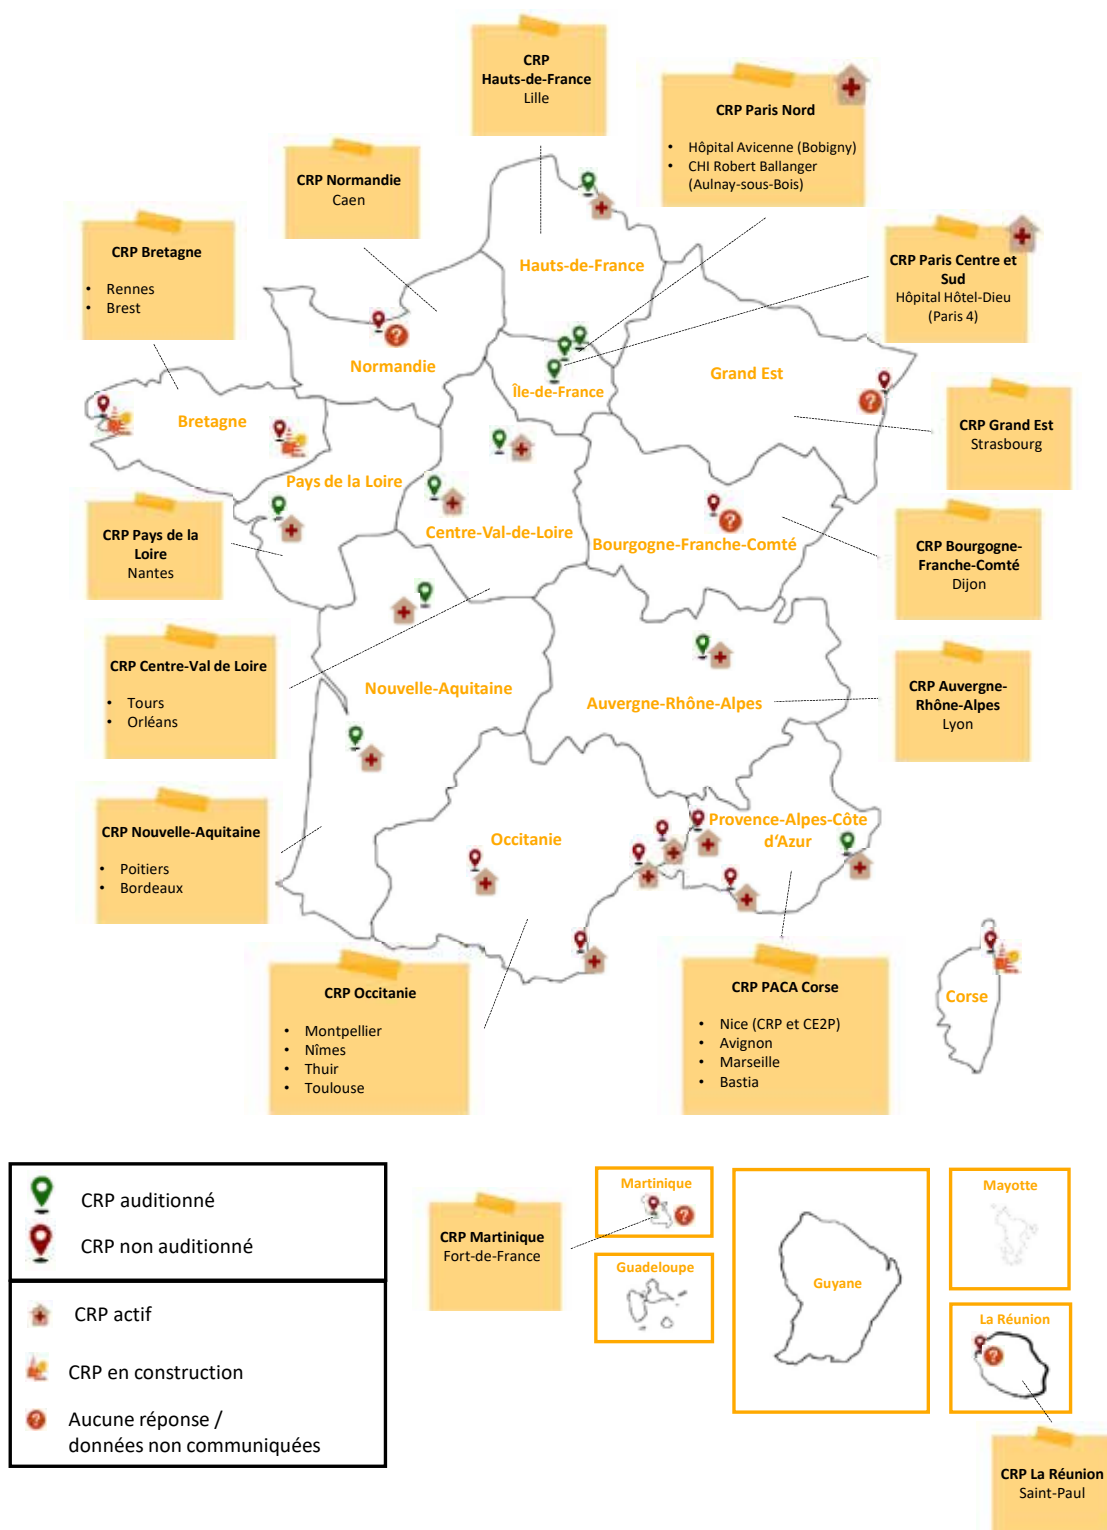 CRP
Hauts-de-France
Lille
CRP Paris Nord
• Hôpital Avicenne (Bobigny)
• CHI Robert Ballanger
(Aulnay-sous-Bois)
CRP Normandie
Caen
CRP Bretagne
• Rennes
• Brest
CRP Paris Centre et
Sud
Hôpital Hôtel-Dieu
(Paris 4)
Hauts-de-France
Normandie
Île-de-France
Grand Est
Bretagne
CRP Grand Est
Strasbourg
Pays de la Loire
Centre-Val-de-Loire
Bourgogne-Franche-Comté
CRP Pays de la
Loire
Nantes
CRP Bourgogne-
Franche-Comté
Dijon
CRP Centre-Val de Loire
• Tours
• Orléans
Nouvelle-Aquitaine
Auvergne-Rhône-Alpes
CRP Auvergne-
Rhône-Alpes
Lyon
CRP Nouvelle-Aquitaine
• Poitiers
• Bordeaux
Occitanie
Provence-Alpes-Côte
d'Azur
CRP Occitanie
• Montpellier
• Nîmes
• Thuir
• Toulouse
CRP PACA Corse
• Nice (CRP et CE2P)
• Avignon
• Marseille
• Bastia
Corse
CRP auditionné
CRP non auditionné
CRP actif
CRP en construction
Aucune réponse /
données non communiquées
CRP Martinique
Fort-de-France
Martinique
Guadeloupe
Guyane
Mayotte
La Réunion
CRP La Réunion
Saint-Paul